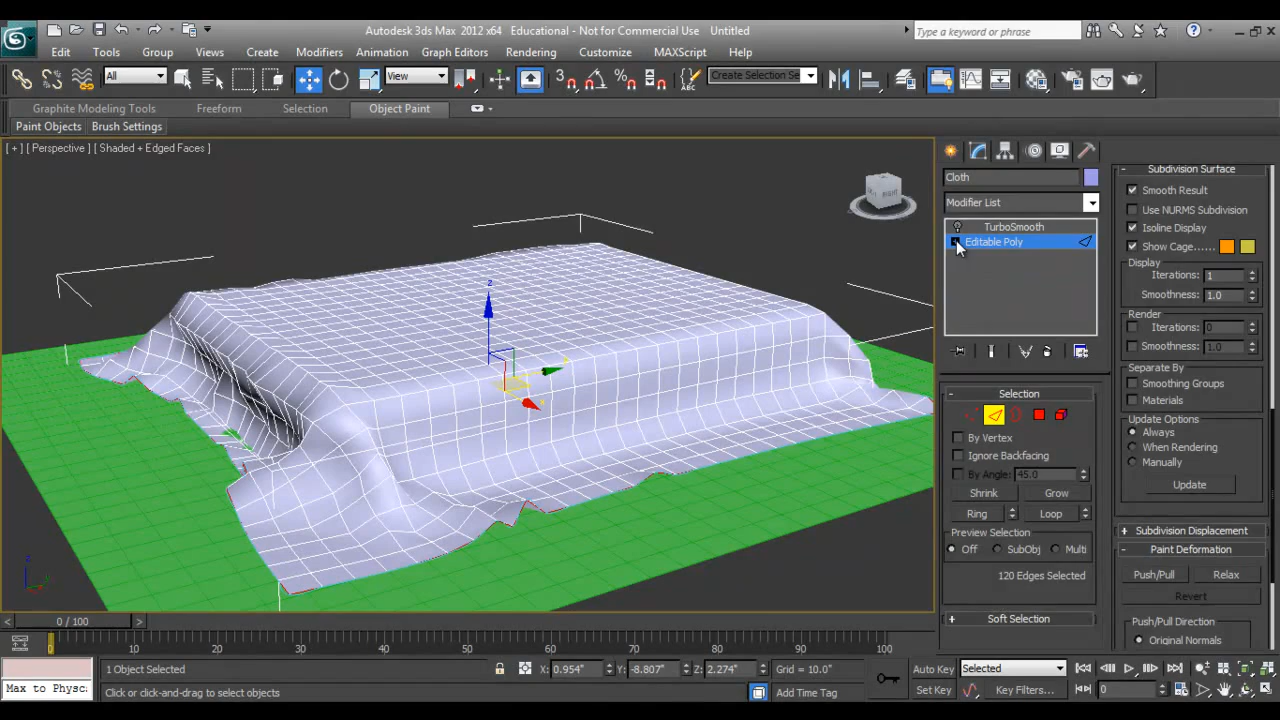 Autodesk 3ds Max 2012 x64 Educational - Not for Commercial Use Untitled
Type a keyword or phrase
Edit Tools Group Views Create Modifiers Animation Graph Editors Rendering Customize MAXScript Help
All View Create Selection Se
Graphite Modeling Tools Freeform Selection Object Paint
Paint Objects Brush Settings
[ + ] [ Perspective ] [ Shaded + Edged Faces ]
RIGHT
z
Cloth
Modifier List
TurboSmooth
Editable Poly
Selection
By Vertex
Ignore Backfacing
By Angle: 45.0
Shrink Grow
Ring Loop
Preview Selection
Off SubObj Multi
120 Edges Selected
Soft Selection
Subdivision Surface
Smooth Result
Use NURMS Subdivision
Isoline Display
Show Cage......
Display
Iterations: 1
Smoothness: 1.0
Render
Iterations: 0
Smoothness: 1.0
Separate By
Smoothing Groups
Materials
Update Options
Always
When Rendering
Manually
Update
Subdivision Displacement
Paint Deformation
Push/Pull Relax
Revert
Push/Pull Direction
Original Normals
0 / 100
0 10 20 30 40 50 60 70 80 90 100
1 Object Selected X: 0.954" Y: -8.807" Z: 2.274" Grid = 10.0" Auto Key Selected
Max to Physc
Click or click-and-drag to select objects Add Time Tag Set Key Key Filters... 0